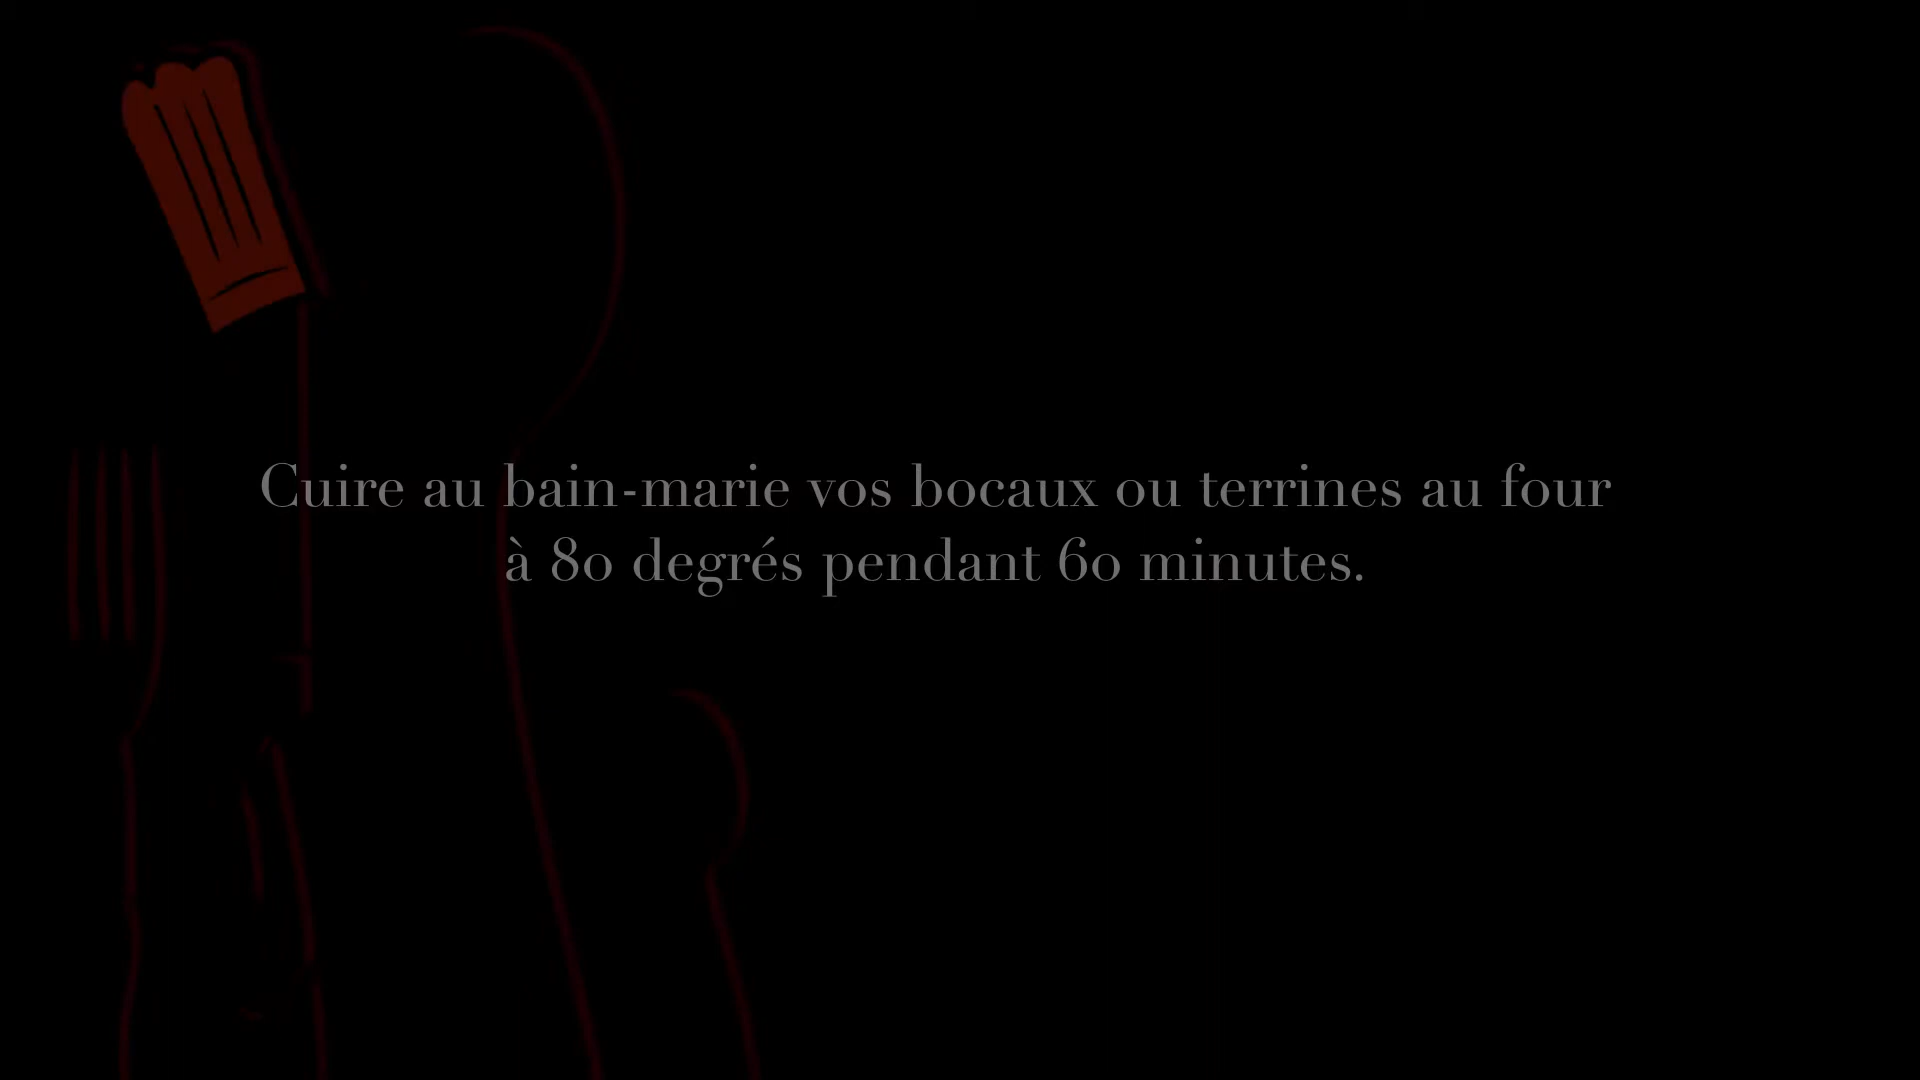 Cuire au bain-marie vos bocaux ou terrines au four
à 80 degrés pendant 60 minutes.